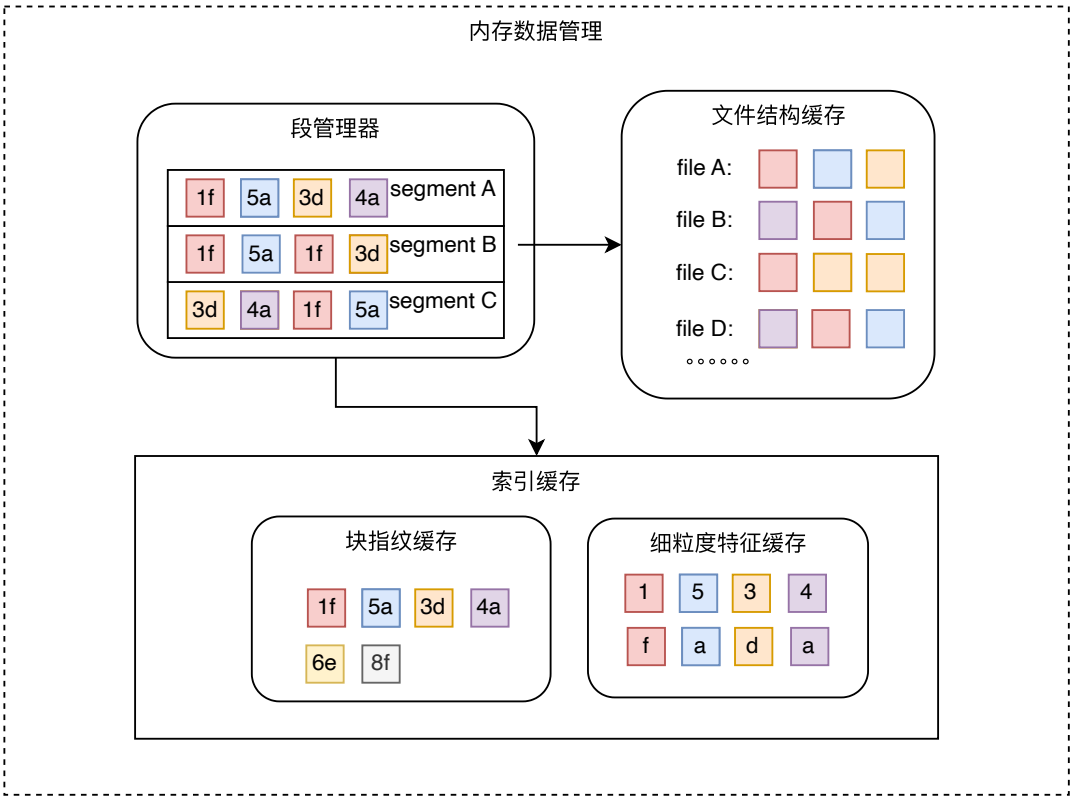 内存数据管理
段管理器
1f 5a 3d 4a segment A
1f 5a 1f 3d segment B
3d 4a 1f 5a segment C
文件结构缓存
file A:
file B:
file C:
file D:
。。。。。。
索引缓存
块指纹缓存
1f 5a 3d 4a
6e 8f
细粒度特征缓存
1 5 3 4
f a d a